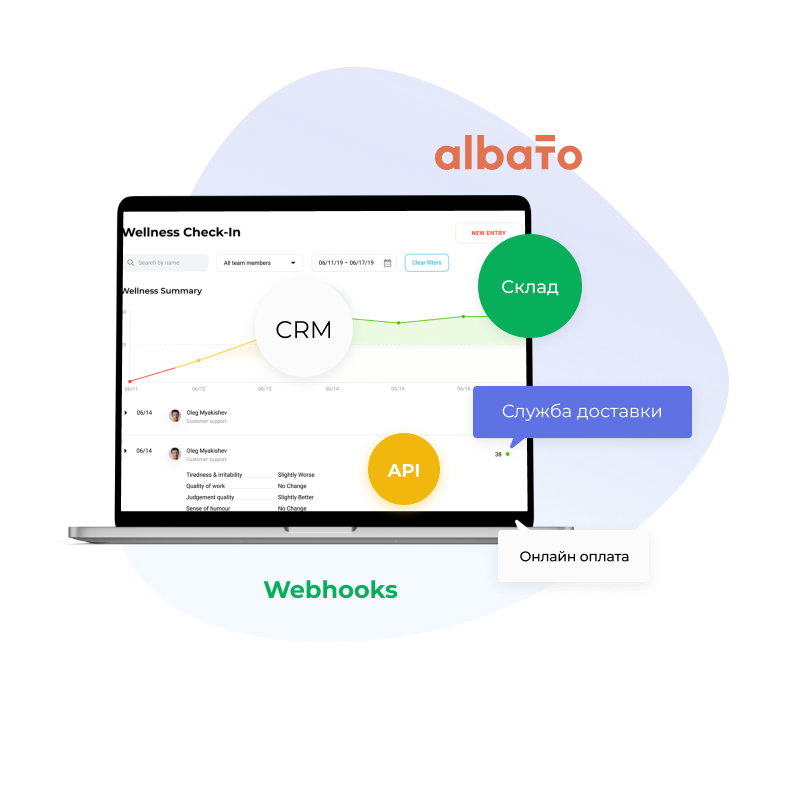 albato
Wellness Check-In
NEW ENTRY
Search by name
All team members
06/11/19 – 06/17/19
Clear filters
Склад
Wellness Summary
CRM
06/11
06/12
06/13
06/14
06/15
06/16
Служба доставки
06/14
Oleg Myakishev
Customer support
06/14
Oleg Myakishev
Customer support
38
API
Tiredness & irritability
Slightly Worse
Quality of work
No Change
Judgement quality
Slightly Better
Sense of humour
No Change
Онлайн оплата
Webhooks